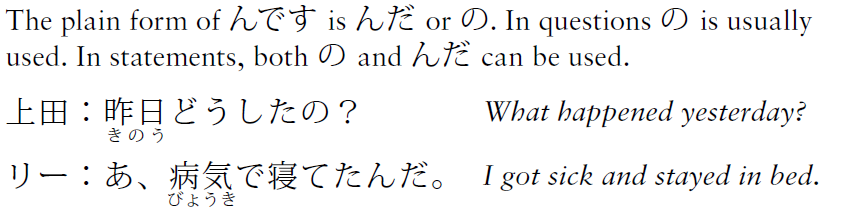 The plain form of んです is んだ or の. In questions の is usually
used. In statements, both の and んだ can be used.
上田：昨日どうしたの？ What happened yesterday?
きのう
リー：あ、病気で寝てたんだ。 I got sick and stayed in bed.
びょうき